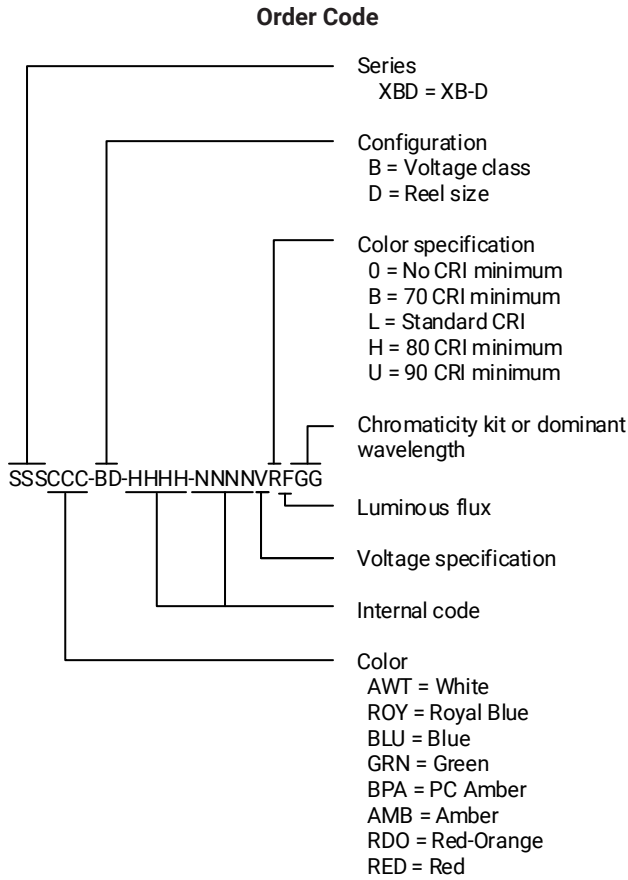 Order Code
Series
XBD = XB-D
Configuration
B = Voltage class
D = Reel size
Color specification
0 = No CRI minimum
B = 70 CRI minimum
L = Standard CRI
H = 80 CRI minimum
U = 90 CRI minimum
Chromaticity kit or dominant
wavelength
SSSCCC-BD-HHHH-NNNNVRFGG
Luminous flux
Voltage specification
Internal code
Color
AWT = White
ROY = Royal Blue
BLU = Blue
GRN = Green
BPA = PC Amber
AMB = Amber
RDO = Red-Orange
RED = Red